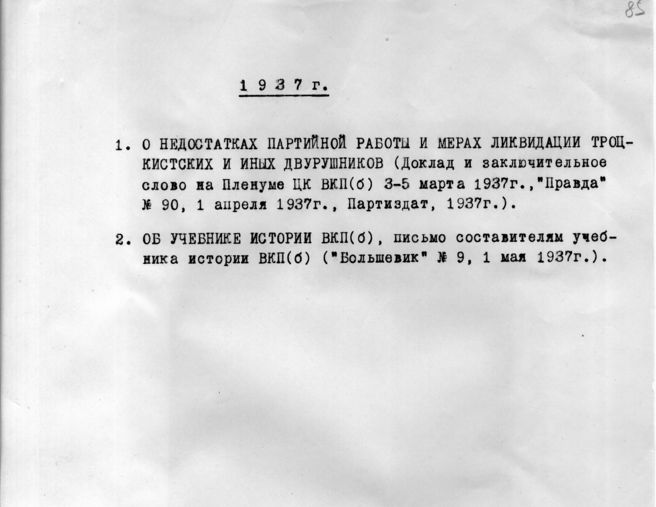 85
1 9 3 7 г.
1. О НЕДОСТАТКАХ ПАРТИЙНОЙ РАБОТЫ И МЕРАХ ЛИКВИДАЦИИ ТРОЦ-
КИСТСКИХ И ИНЫХ ДВУРУШНИКОВ (Доклад и заключительное
слово на Пленуме ЦК ВКП(б) 3-5 марта 1937г.,"Правда"
№ 90, 1 апреля 1937г., Партиздат, 1937г.).
2. ОБ УЧЕБНИКЕ ИСТОРИИ ВКП(б), письмо составителям учеб-
ника истории ВКП(б) ("Большевик" № 9, 1 мая 1937г.).